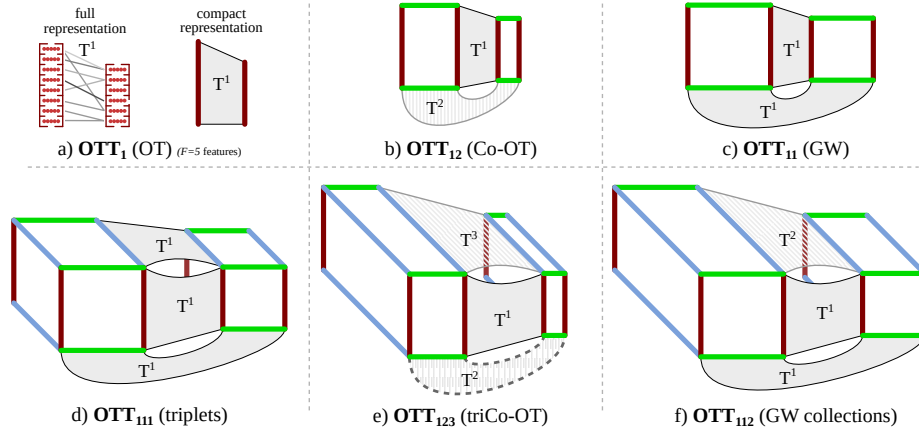 full
representation
T¹
compact
representation
T¹
a) OTT₁ (OT) (F=5 features)
T¹
T²
b) OTT₁₂ (Co-OT)
T¹
T¹
c) OTT₁₁ (GW)
T¹
T¹
T¹
d) OTT₁₁₁ (triplets)
T³
T¹
T²
e) OTT₁₂₃ (triCo-OT)
T²
T¹
T¹
f) OTT₁₁₂ (GW collections)